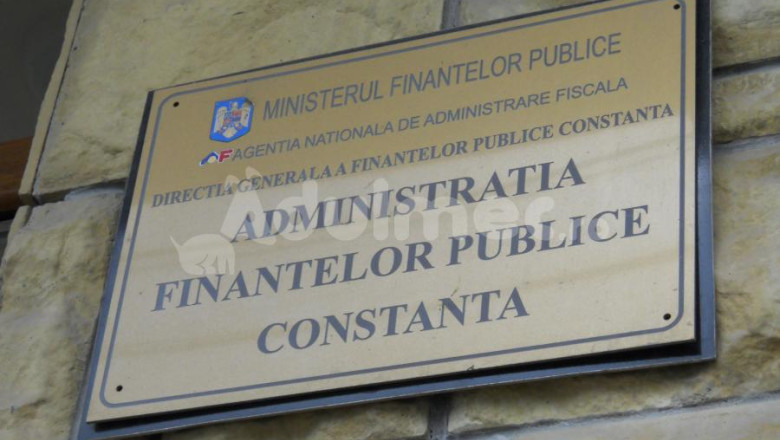 MINISTERUL FINANTELOR PUBLICE
AGENTIA NATIONALA DE ADMINISTRARE FISCALA
DIRECTIA GENERALA A FINANTELOR PUBLICE CONSTANTA
ADMINISTRATIA
FINANTELOR PUBLICE
CONSTANTA